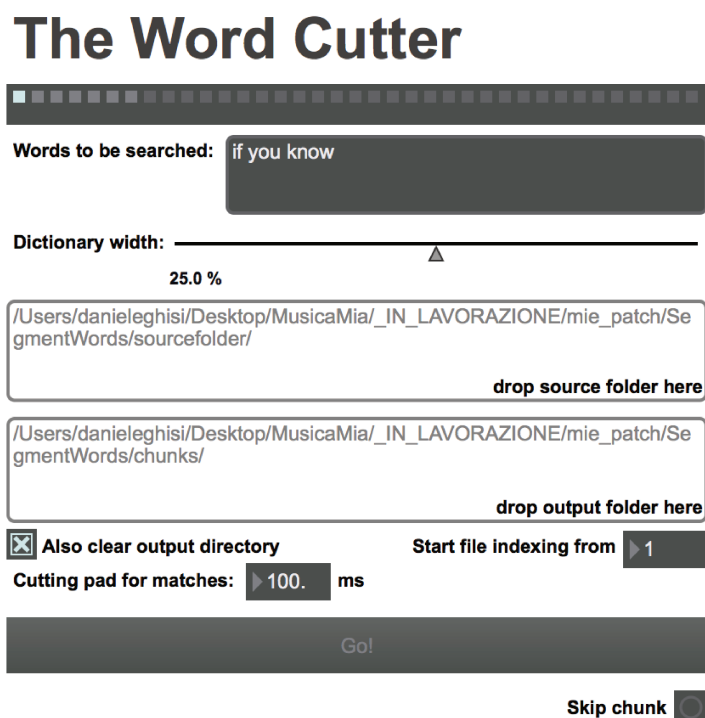 The Word Cutter
Words to be searched: if you know
Dictionary width:
25.0 %
/Users/danieleghisi/Desktop/MusicaMia/_IN_LAVORAZIONE/mie_patch/Se
gmentWords/sourcefolder/
drop source folder here
/Users/danieleghisi/Desktop/MusicaMia/_IN_LAVORAZIONE/mie_patch/Se
gmentWords/chunks/
drop output folder here
Also clear output directory Start file indexing from 1
Cutting pad for matches: 100. ms
Go!
Skip chunk